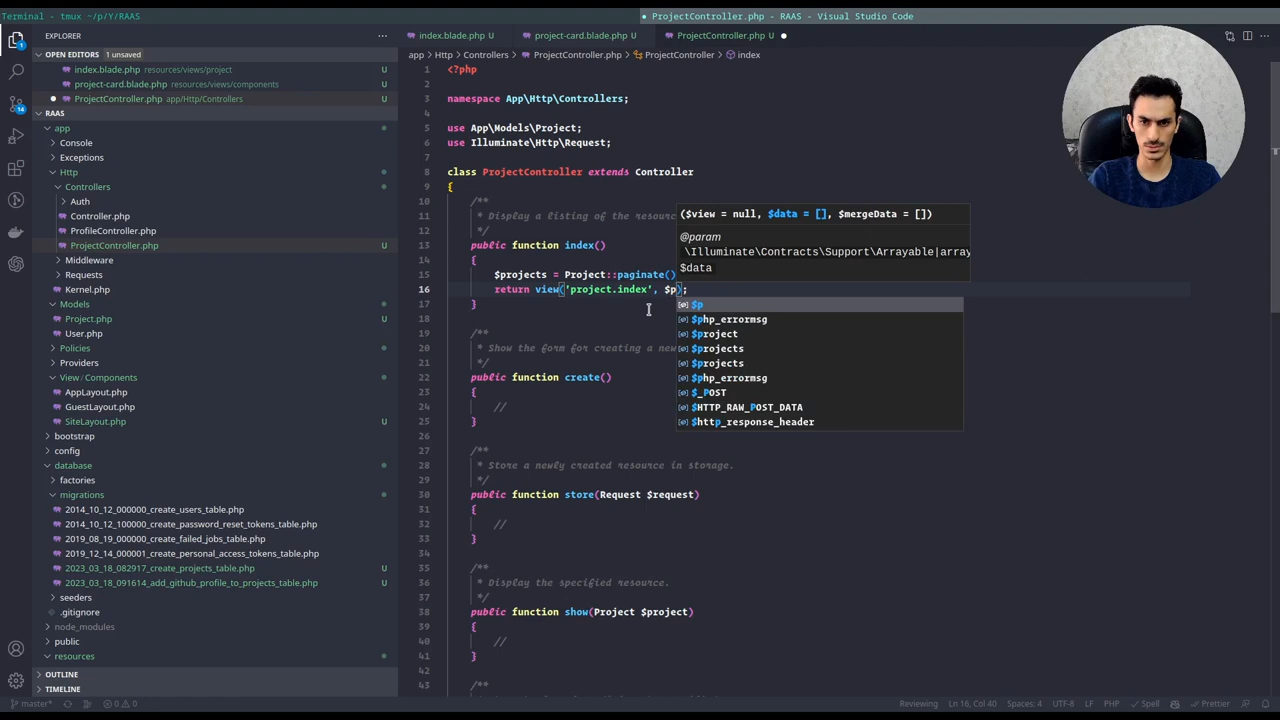 Terminal - tmux ~/p/Y/RAAS
ProjectController.php - RAAS - Visual Studio Code
EXPLORER
index.blade.php U
project-card.blade.php U
ProjectController.php U
OPEN EDITORS 1 unsaved
app > Http > Controllers > ProjectController.php > ProjectController > index
index.blade.php resources/views/project U
project-card.blade.php resources/views/components U
ProjectController.php app/Http/Controllers U
RAAS
app
Console
Exceptions
Http
Controllers
Auth
Controller.php
ProfileController.php
ProjectController.php
Middleware
Requests
Kernel.php
Models
Project.php U
User.php
Policies
Providers
View / Components
AppLayout.php
GuestLayout.php
SiteLayout.php U
bootstrap
config
database
factories
migrations
2014_10_12_000000_create_users_table.php
2014_10_12_100000_create_password_reset_tokens_table.php
2019_08_19_000000_create_failed_jobs_table.php
2019_12_14_000001_create_personal_access_tokens_table.php
2023_03_18_082917_create_projects_table.php U
2023_03_18_091614_add_github_profile_to_projects_table.php U
seeders
.gitignore
node_modules
public
resources
OUTLINE
TIMELINE
1 <?php
2
3 namespace App\Http\Controllers;
4
5 use App\Models\Project;
6 use Illuminate\Http\Request;
7
8 class ProjectController extends Controller
9 {
10 /**
11 * Display a listing of the resourc
12 */
13 public function index()
14 {
15 $projects = Project::paginate()
16 return view('project.index', $p);
17 }
18
19 /**
20 * Show the form for creating a new
21 */
22 public function create()
23 {
24 //
25 }
26
27 /**
28 * Store a newly created resource in storage.
29 */
30 public function store(Request $request)
31 {
32 //
33 }
34
35 /**
36 * Display the specified resource.
37 */
38 public function show(Project $project)
39 {
40 //
41 }
42
43 /**
($view = null, $data = [], $mergeData = [])
@param
\Illuminate\Contracts\Support\Arrayable|array
$data
$p
$php_errormsg
$project
$projects
$projects
$php_errormsg
$_POST
$HTTP_RAW_POST_DATA
$http_response_header
1
14
master* 0 0 Reviewing Ln 16, Col 40 Spaces: 4 UTF-8 LF PHP Spell Prettier